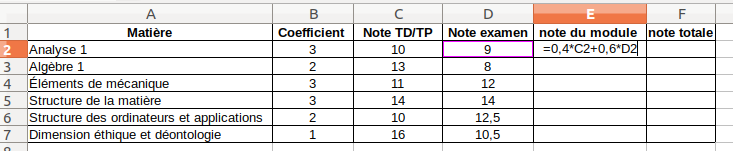 A B C D E F
1 Matière Coefficient Note TD/TP Note examen note du module note totale
2 Analyse 1 3 10 9 =0,4*C2+0,6*D2
3 Algèbre 1 2 13 8
4 Éléments de mécanique 3 11 12
5 Structure de la matière 3 14 14
6 Structure des ordinateurs et applications 2 10 12,5
7 Dimension éthique et déontologie 1 16 10,5